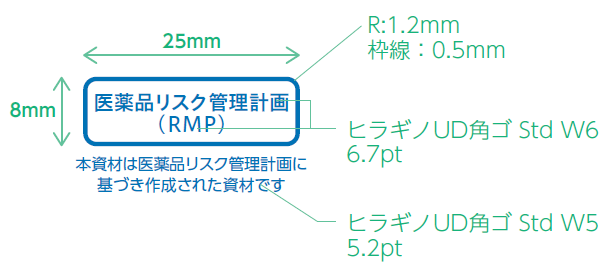 25mm
R:1.2mm
枠線：0.5mm
8mm
医薬品リスク管理計画
（RMP）
ヒラギノUD角ゴ Std W6
6.7pt
本資材は医薬品リスク管理計画に
基づき作成された資材です
ヒラギノUD角ゴ Std W5
5.2pt